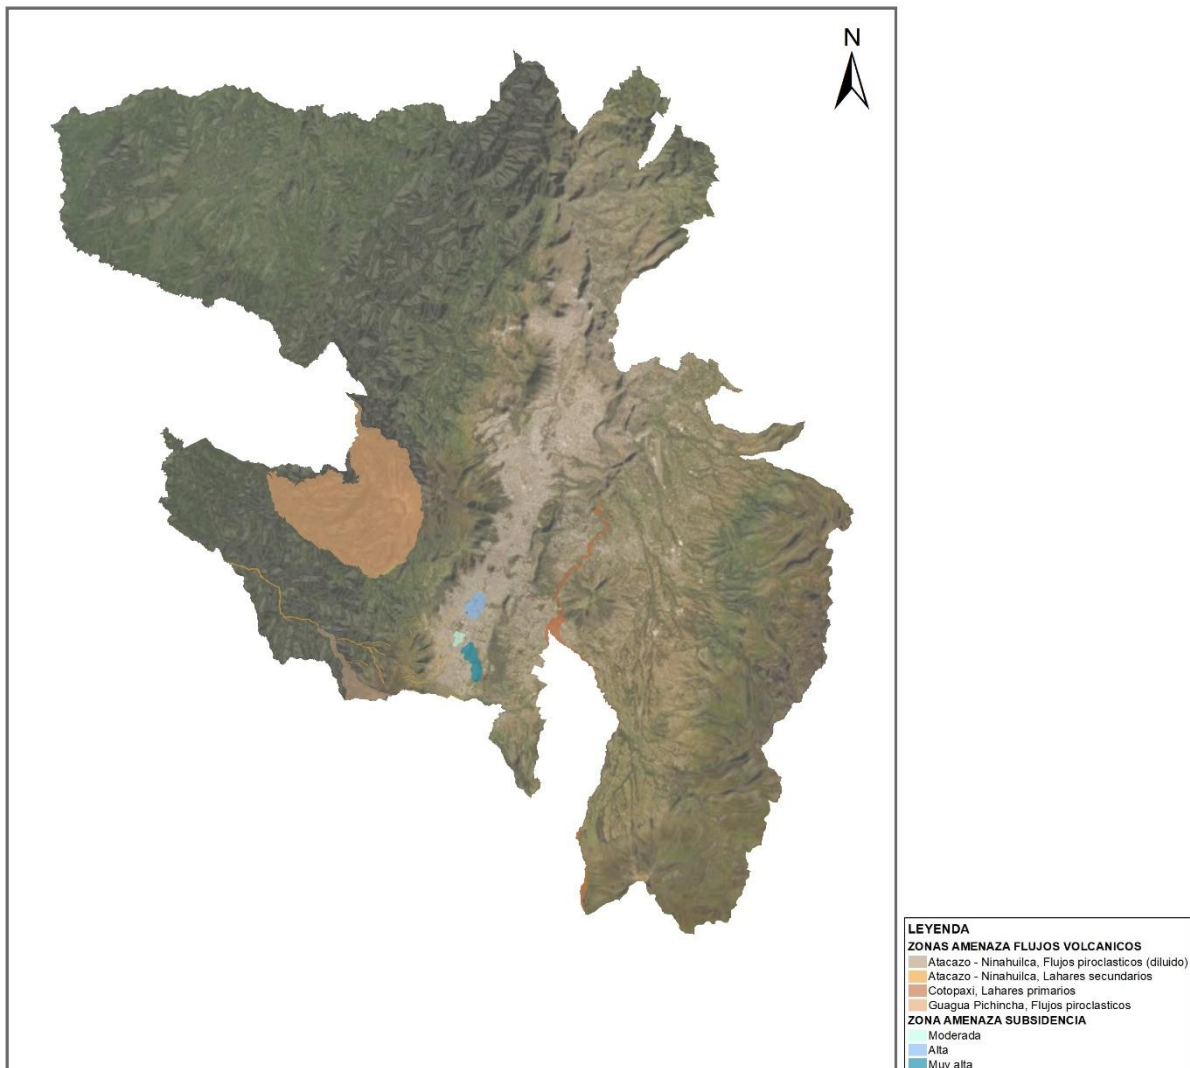 N
LEYENDA
ZONAS AMENAZA FLUJOS VOLCANICOS
Atacazo - Ninahuilca, Flujos piroclasticos (diluido)
Atacazo - Ninahuilca, Lahares secundarios
Cotopaxi, Lahares primarios
Guagua Pichincha, Flujos piroclasticos
ZONA AMENAZA SUBSIDENCIA
Moderada
Alta
Muy alta